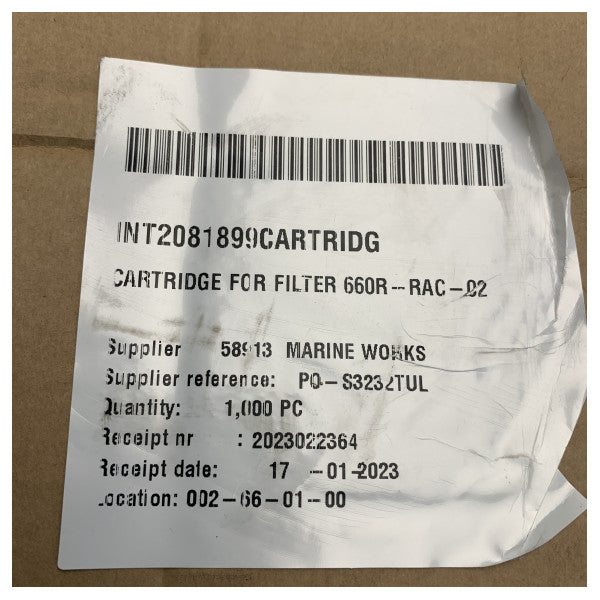 INT2081899CARTRIDG
CARTRIDGE FOR FILTER 660R-RAC-02
Supplier 58913 MARINE WORKS
Supplier reference: PO-S3232TUL
Quantity: 1,000 PC
Receipt nr : 2023022364
Receipt date: 17 -01-2023
Location: 002-66-01-00